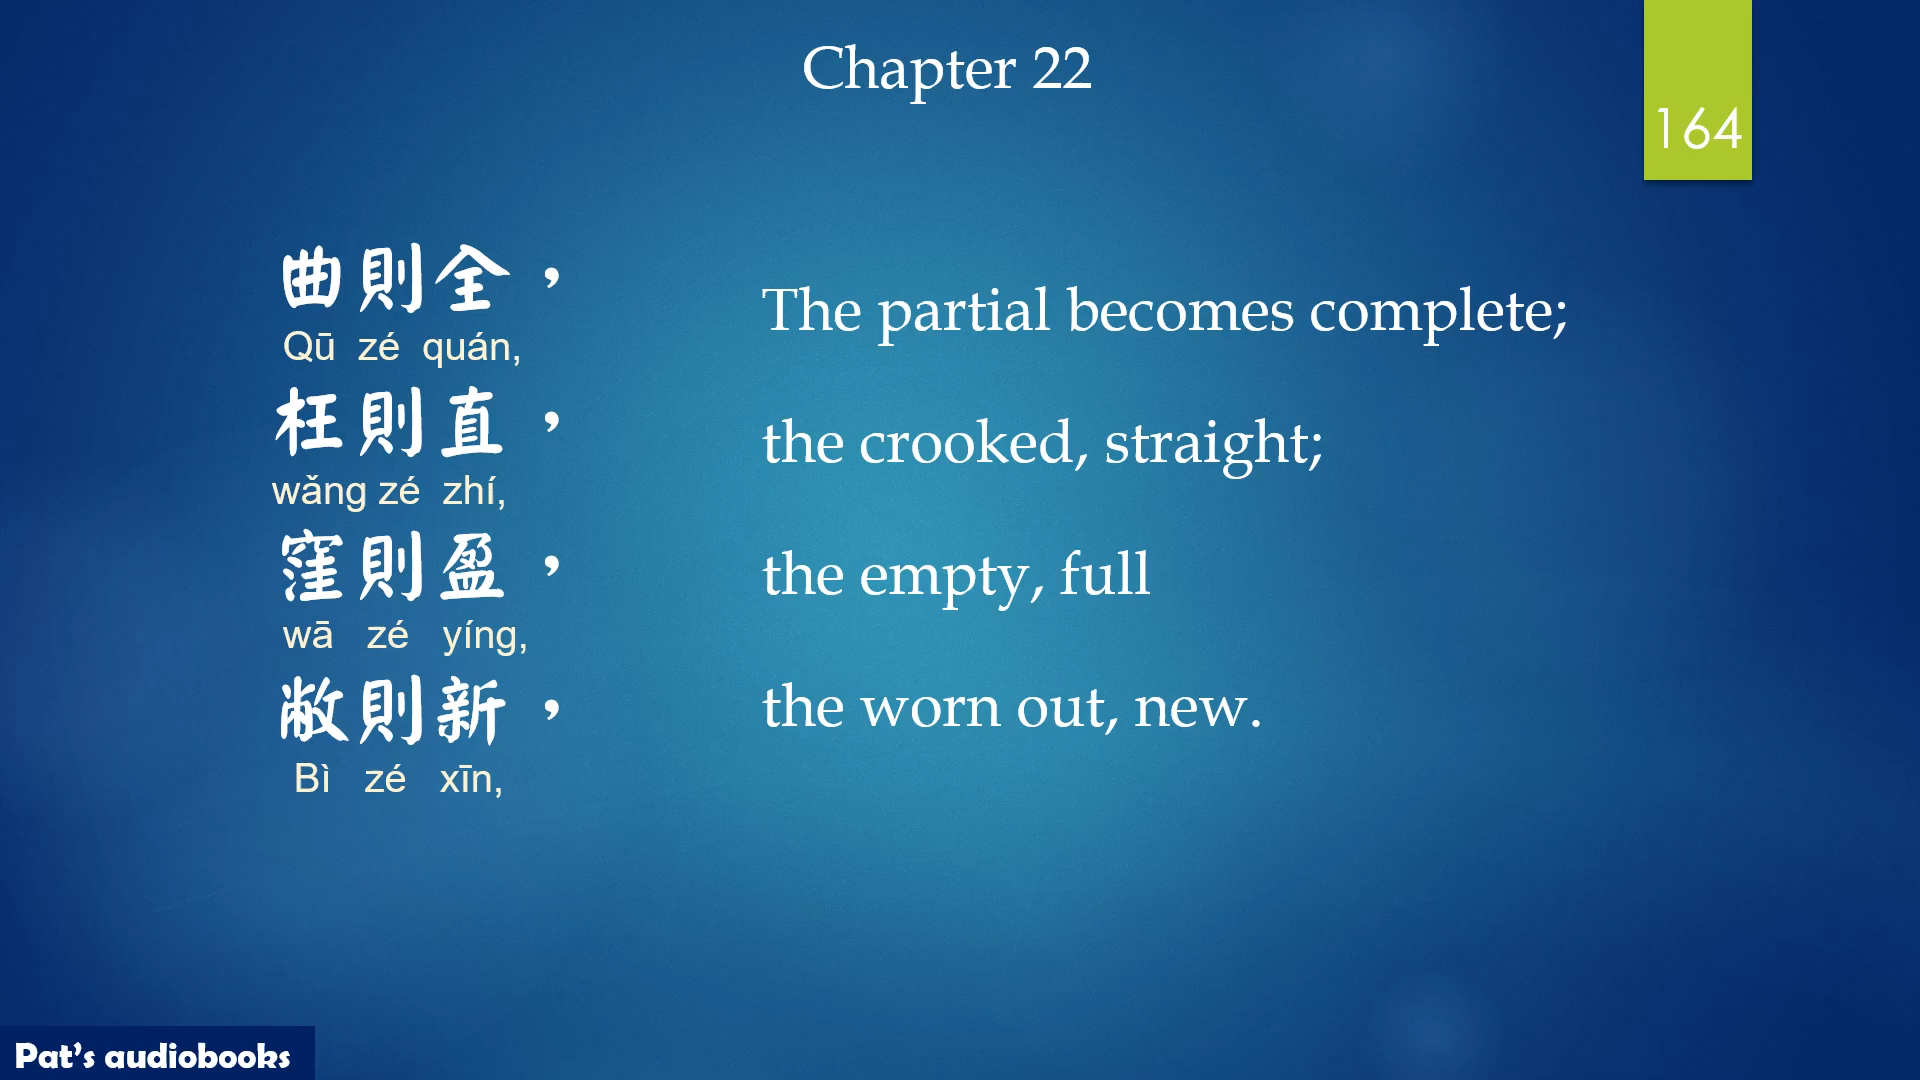 Chapter 22
164
曲則全，
Qū zé quán,
枉則直，
wǎng zé zhí,
窪則盈，
wā zé yíng,
敝則新，
Bì zé xīn,
The partial becomes complete;
the crooked, straight;
the empty, full
the worn out, new.
Pat's audiobooks